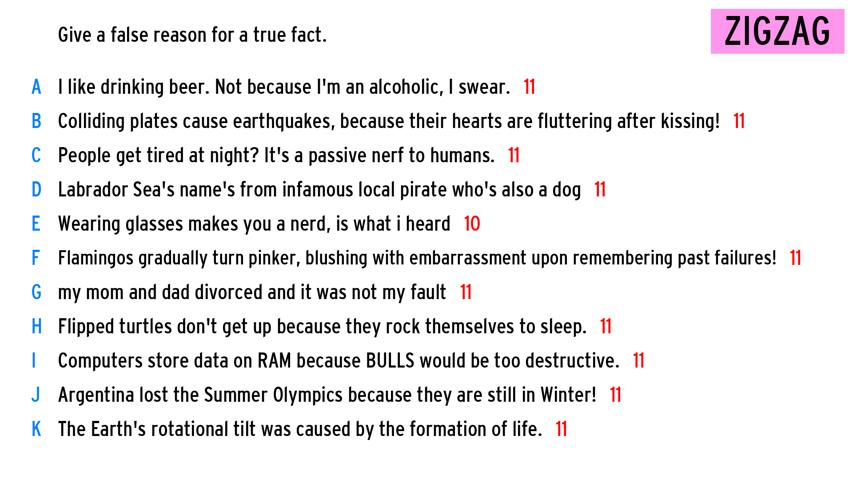 Give a false reason for a true fact.
ZIGZAG
A I like drinking beer. Not because I'm an alcoholic, I swear. 11
B Colliding plates cause earthquakes, because their hearts are fluttering after kissing! 11
C People get tired at night? It's a passive nerf to humans. 11
D Labrador Sea's name's from infamous local pirate who's also a dog 11
E Wearing glasses makes you a nerd, is what i heard 10
F Flamingos gradually turn pinker, blushing with embarrassment upon remembering past failures! 11
G my mom and dad divorced and it was not my fault 11
H Flipped turtles don't get up because they rock themselves to sleep. 11
I Computers store data on RAM because BULLS would be too destructive. 11
J Argentina lost the Summer Olympics because they are still in Winter! 11
K The Earth's rotational tilt was caused by the formation of life. 11